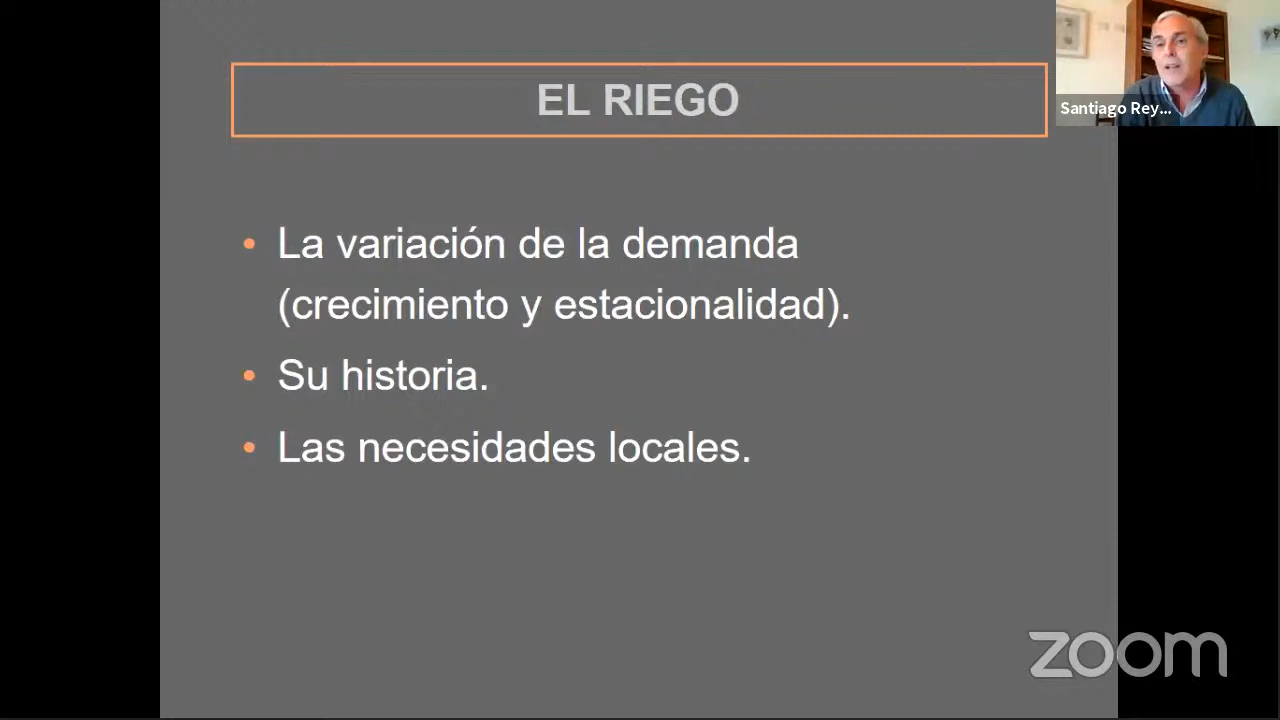 EL RIEGO
Santiago Rey...
• La variación de la demanda
(crecimiento y estacionalidad).
• Su historia.
• Las necesidades locales.
zoom